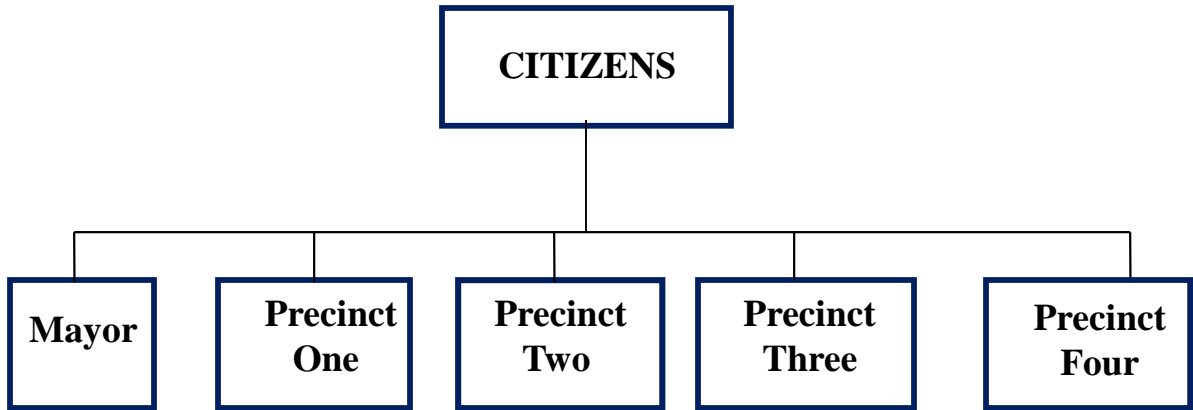 CITIZENS
Mayor
Precinct
One
Precinct
Two
Precinct
Three
Precinct
Four